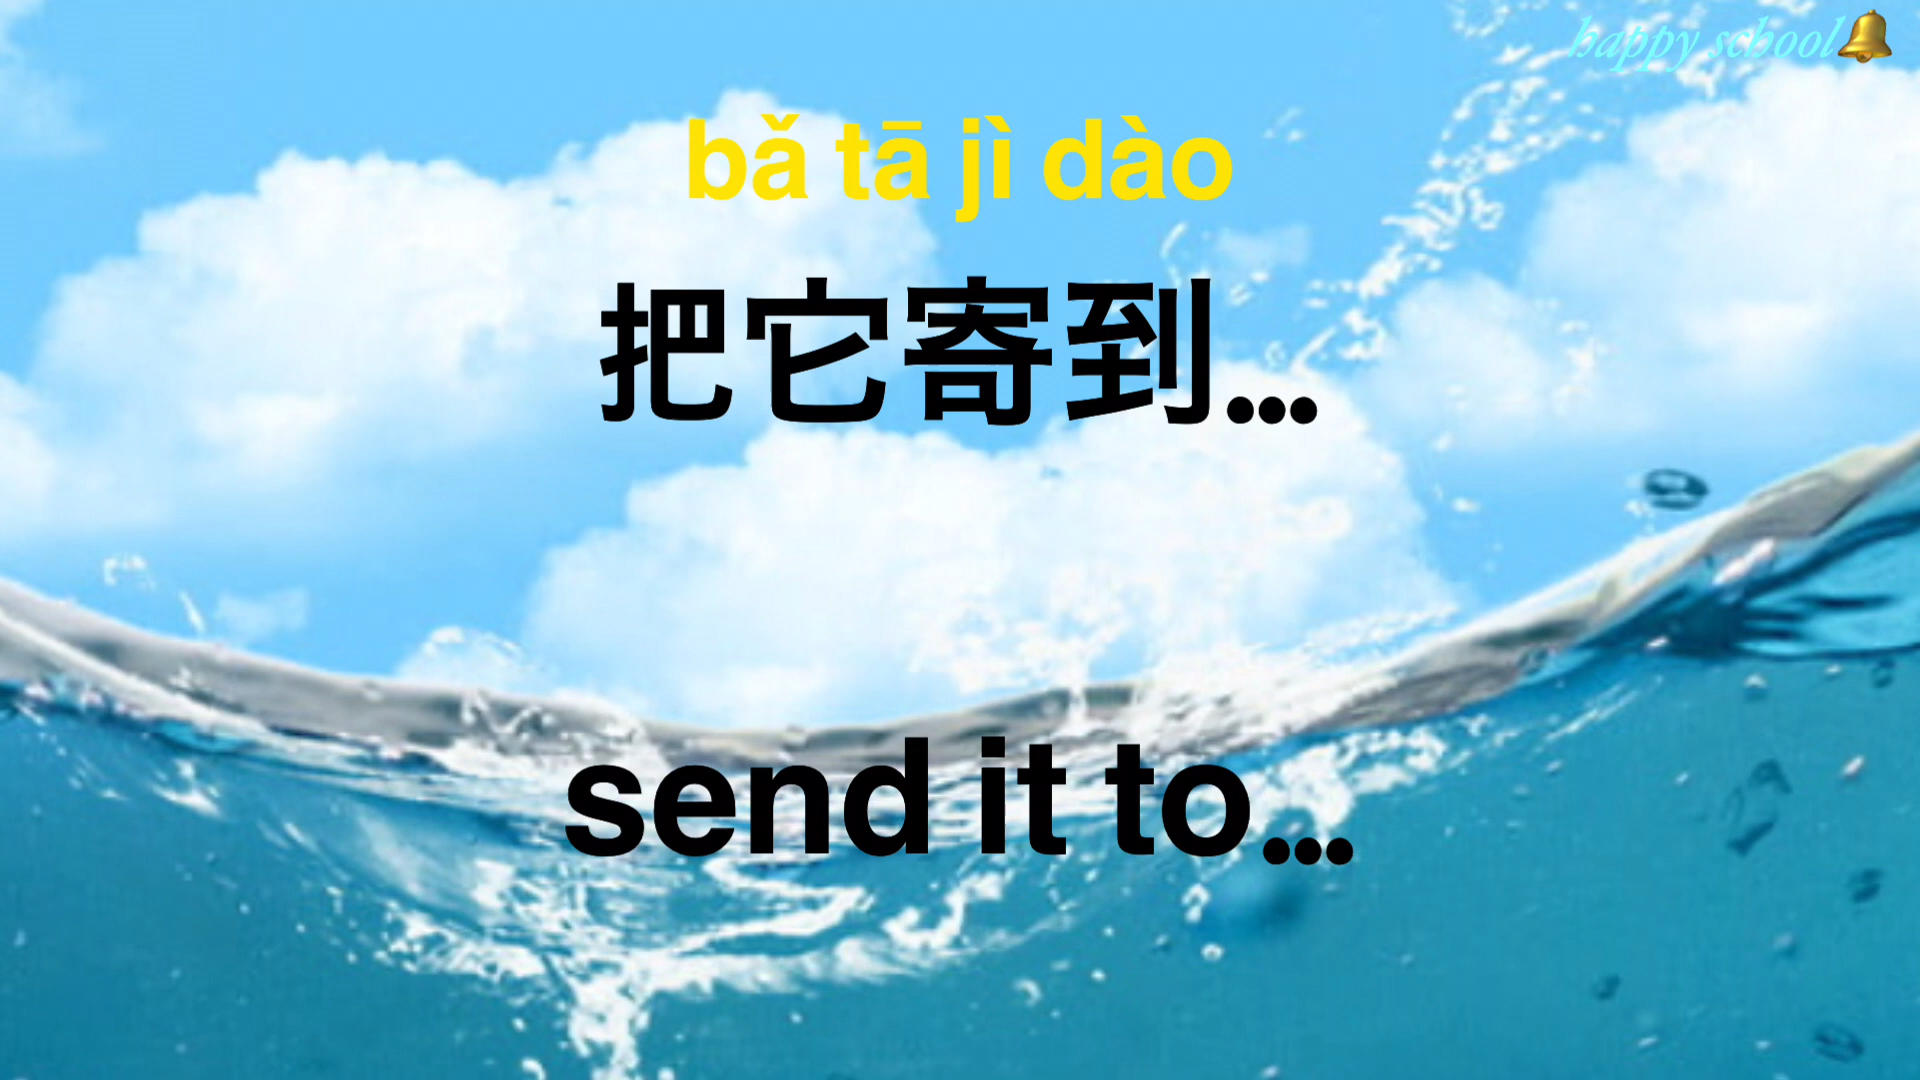 happy school🔔
bǎ tā jì dào
把它寄到...
send it to...